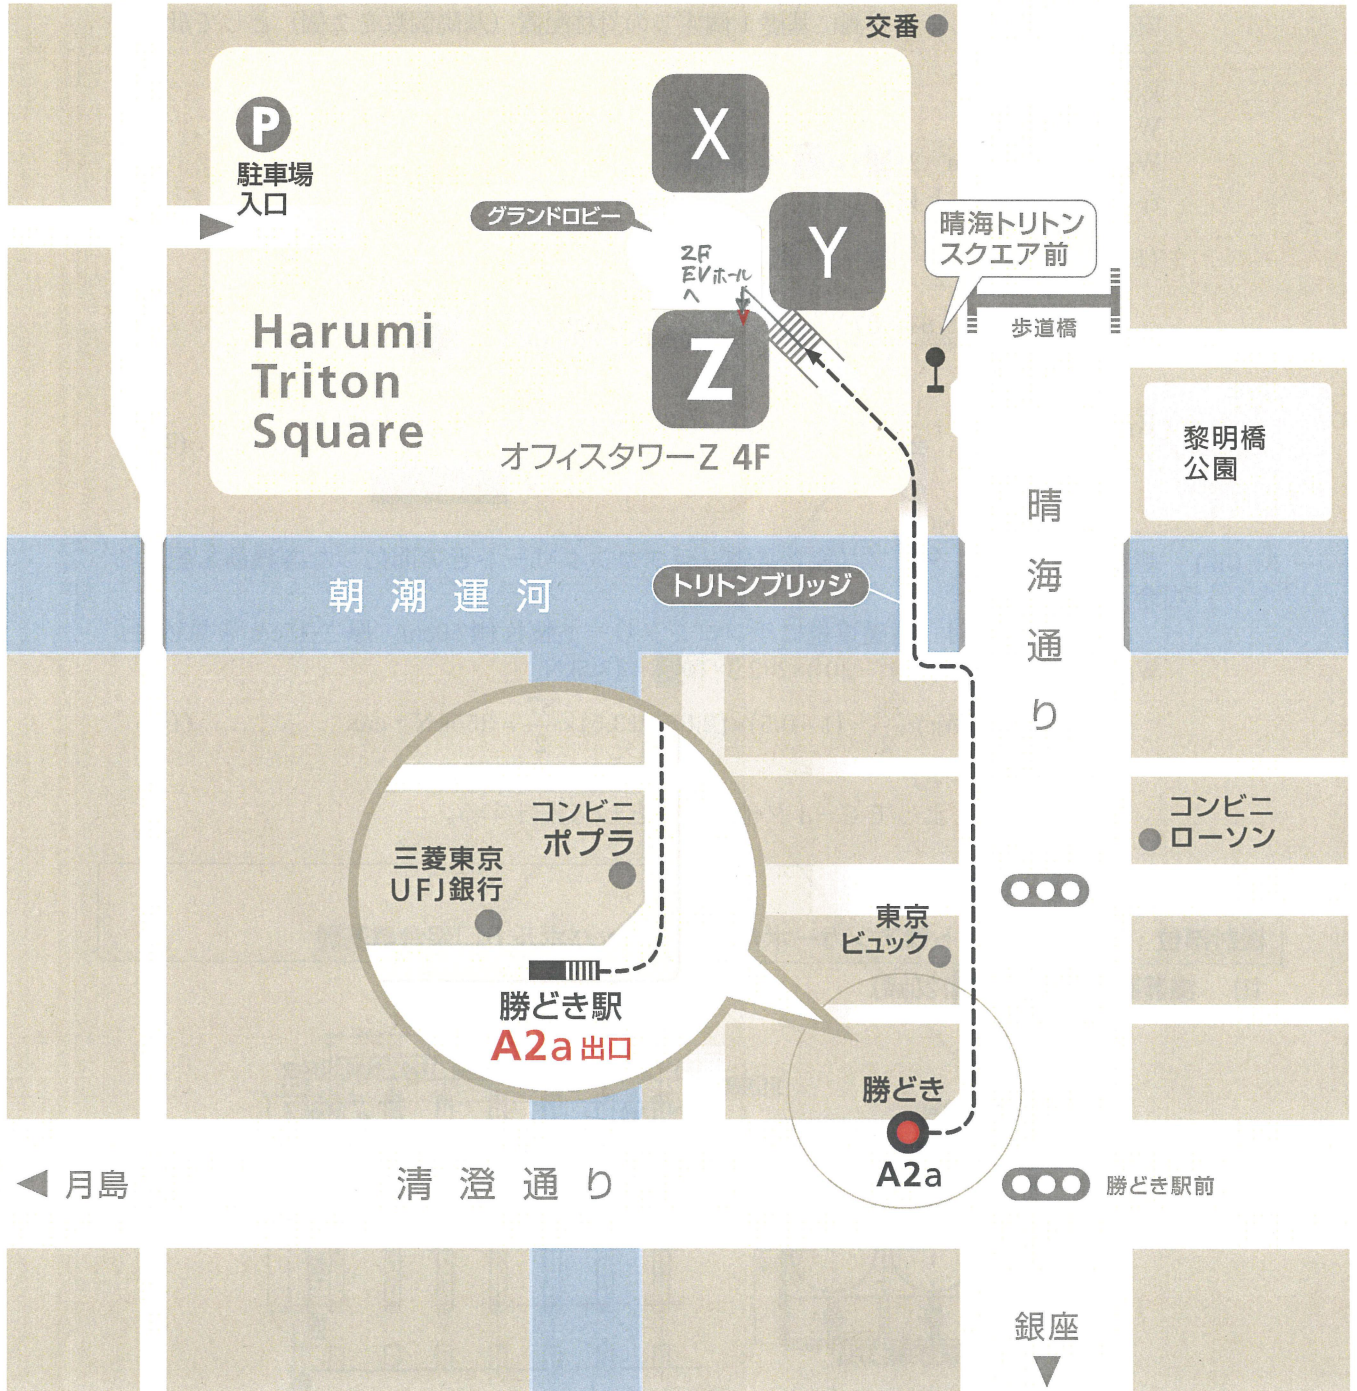 交番
P
駐車場
入口
X
グランドロビー
Y
晴海トリトン
スクエア前
2F
EVホール
へ
歩道橋
Harumi
Triton
Square
Z
オフィスタワーZ 4F
黎明橋
公園
晴海通り
朝潮運河
トリトンブリッジ
コンビニ
ポプラ
三菱東京
UFJ銀行
コンビニ
ローソン
東京
ビュック
勝どき駅
A2a 出口
勝どき
A2a
月島
清澄通り
勝どき駅前
銀座